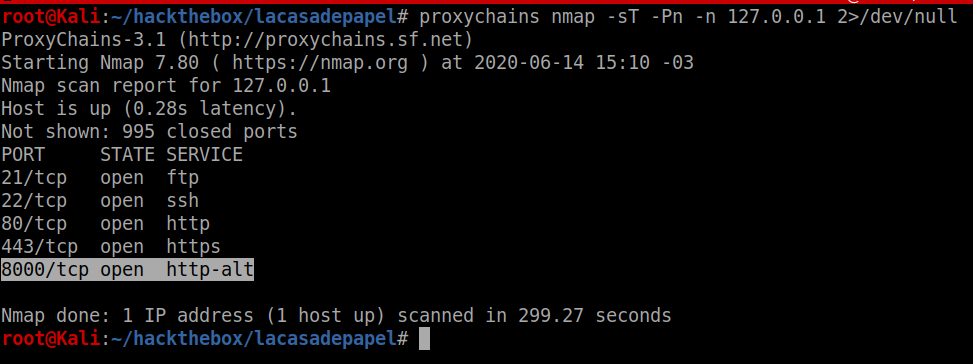 root@Kali:~/hackthebox/lacasadepapel# proxychains nmap -sT -Pn -n 127.0.0.1 2>/dev/null
ProxyChains-3.1 (http://proxychains.sf.net)
Starting Nmap 7.80 ( https://nmap.org ) at 2020-06-14 15:10 -03
Nmap scan report for 127.0.0.1
Host is up (0.28s latency).
Not shown: 995 closed ports
PORT     STATE SERVICE
21/tcp   open  ftp
22/tcp   open  ssh
80/tcp   open  http
443/tcp  open  https
8000/tcp open  http-alt
Nmap done: 1 IP address (1 host up) scanned in 299.27 seconds
root@Kali:~/hackthebox/lacasadepapel#